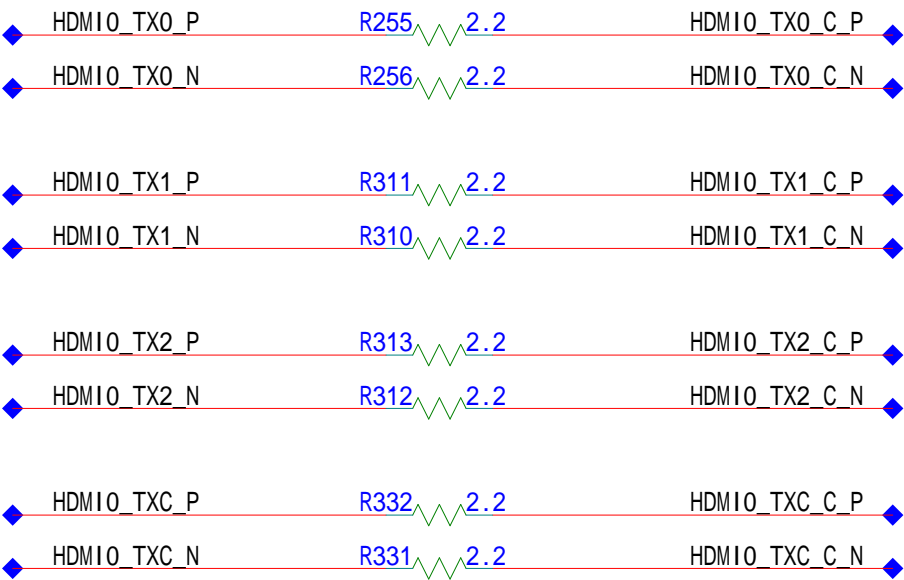 HDMI0_TX0_P R255 2.2 HDMI0_TX0_C_P
HDMI0_TX0_N R256 2.2 HDMI0_TX0_C_N
HDMI0_TX1_P R311 2.2 HDMI0_TX1_C_P
HDMI0_TX1_N R310 2.2 HDMI0_TX1_C_N
HDMI0_TX2_P R313 2.2 HDMI0_TX2_C_P
HDMI0_TX2_N R312 2.2 HDMI0_TX2_C_N
HDMI0_TXC_P R332 2.2 HDMI0_TXC_C_P
HDMI0_TXC_N R331 2.2 HDMI0_TXC_C_N